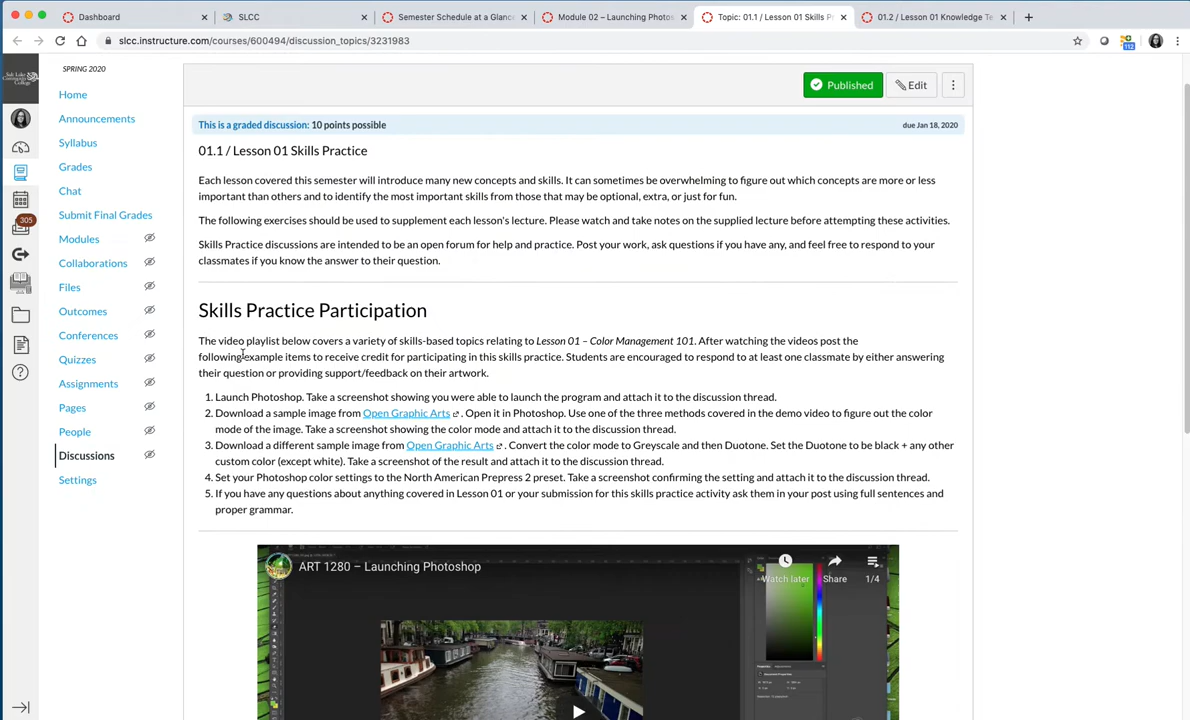 Dashboard
SLCC
Semester Schedule at a Glance
Module 02 – Launching Photos
Topic: 01.1 / Lesson 01 Skills P
01.2 / Lesson 01 Knowledge Te
slcc.instructure.com/courses/600494/discussion_topics/3231983
112
SPRING 2020
Home
Announcements
Syllabus
Grades
Chat
Submit Final Grades
Modules
Collaborations
Files
Outcomes
Conferences
Quizzes
Assignments
Pages
People
Discussions
Settings
305
Published
Edit
This is a graded discussion: 10 points possible
due Jan 18, 2020
01.1 / Lesson 01 Skills Practice
Each lesson covered this semester will introduce many new concepts and skills. It can sometimes be overwhelming to figure out which concepts are more or less
important than others and to identify the most important skills from those that may be optional, extra, or just for fun.
The following exercises should be used to supplement each lesson's lecture. Please watch and take notes on the supplied lecture before attempting these activities.
Skills Practice discussions are intended to be an open forum for help and practice. Post your work, ask questions if you have any, and feel free to respond to your
classmates if you know the answer to their question.
Skills Practice Participation
The video playlist below covers a variety of skills-based topics relating to Lesson 01 – Color Management 101. After watching the videos post the
following example items to receive credit for participating in this skills practice. Students are encouraged to respond to at least one classmate by either answering
their question or providing support/feedback on their artwork.
1. Launch Photoshop. Take a screenshot showing you were able to launch the program and attach it to the discussion thread.
2. Download a sample image from Open Graphic Arts . Open it in Photoshop. Use one of the three methods covered in the demo video to figure out the color
mode of the image. Take a screenshot showing the color mode and attach it to the discussion thread.
3. Download a different sample image from Open Graphic Arts . Convert the color mode to Greyscale and then Duotone. Set the Duotone to be black + any other
custom color (except white). Take a screenshot of the result and attach it to the discussion thread.
4. Set your Photoshop color settings to the North American Prepress 2 preset. Take a screenshot confirming the setting and attach to the discussion thread.
5. If you have any questions about anything covered in Lesson 01 or your submission for this skills practice activity ask them in your post using full sentences and
proper grammar.
ART 1280 – Launching Photoshop
Watch later
Share
1/4